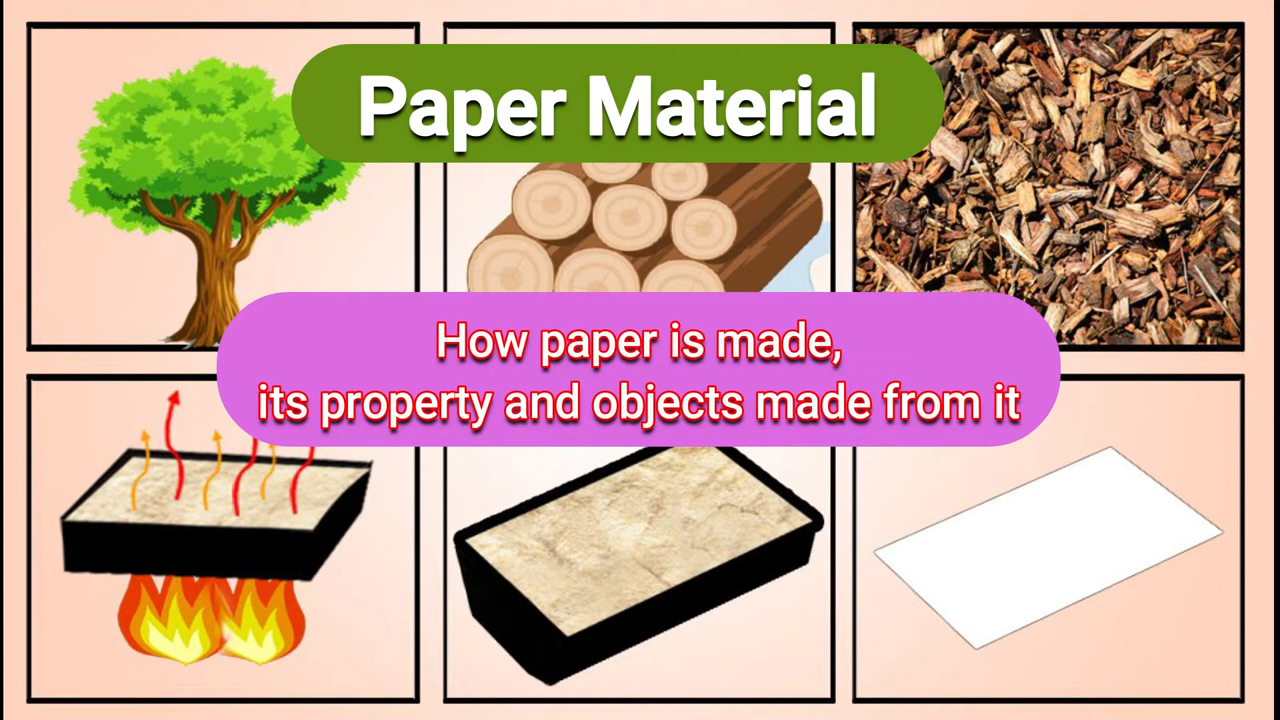 Paper Material
How paper is made,
its property and objects made from it